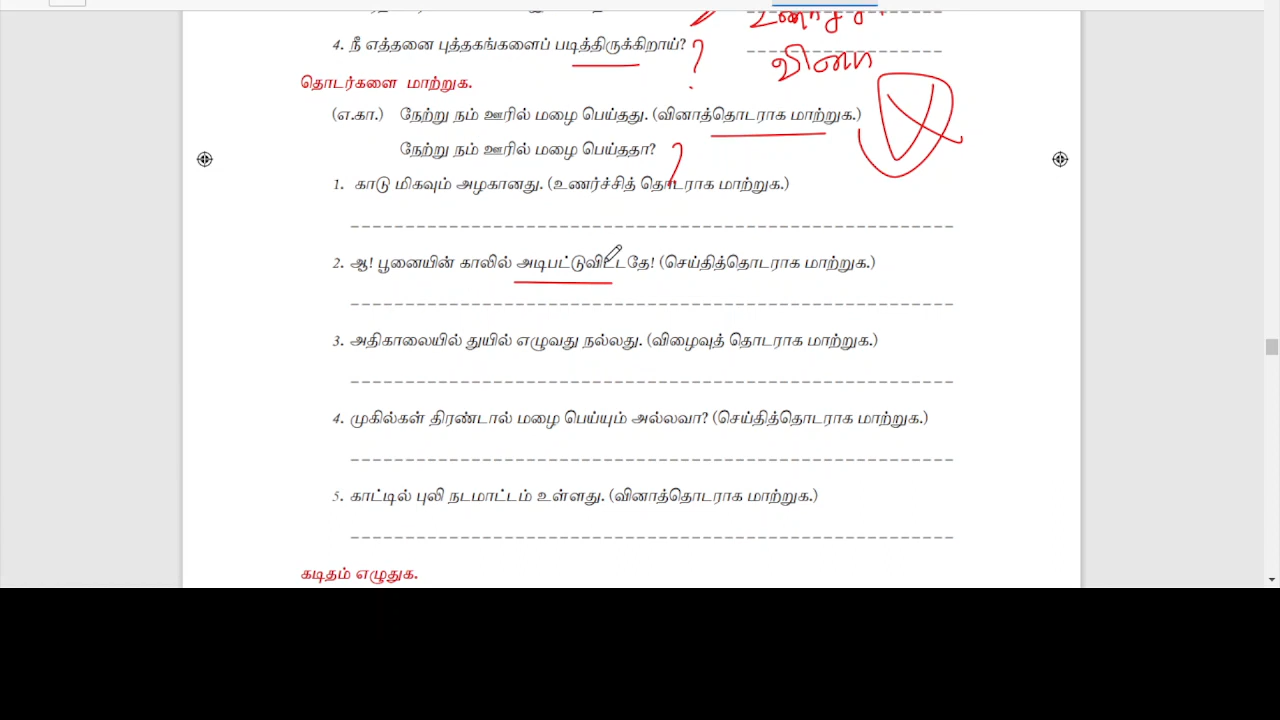 4. நீ எத்தனை புத்தகங்களைப் படித்திருக்கிறாய்? ?
வினா
தொடர்களை மாற்றுக.
(எ.கா.) நேற்று நம் ஊரில் மழை பெய்தது. (வினாத்தொடராக மாற்றுக.)
நேற்று நம் ஊரில் மழை பெய்ததா? ?
1. காடு மிகவும் அழகானது. (உணர்ச்சித் தொடராக மாற்றுக.)
2. ஆ! பூனையின் காலில் அடிபட்டுவிட்டதே! (செய்தித்தொடராக மாற்றுக.)
3. அதிகாலையில் துயில் எழுவது நல்லது. (விழைவுத் தொடராக மாற்றுக.)
4. முகில்கள் திரண்டால் மழை பெய்யும் அல்லவா? (செய்தித்தொடராக மாற்றுக.)
5. காட்டில் புலி நடமாட்டம் உள்ளது. (வினாத்தொடராக மாற்றுக.)
கடிதம் எழுதுக.